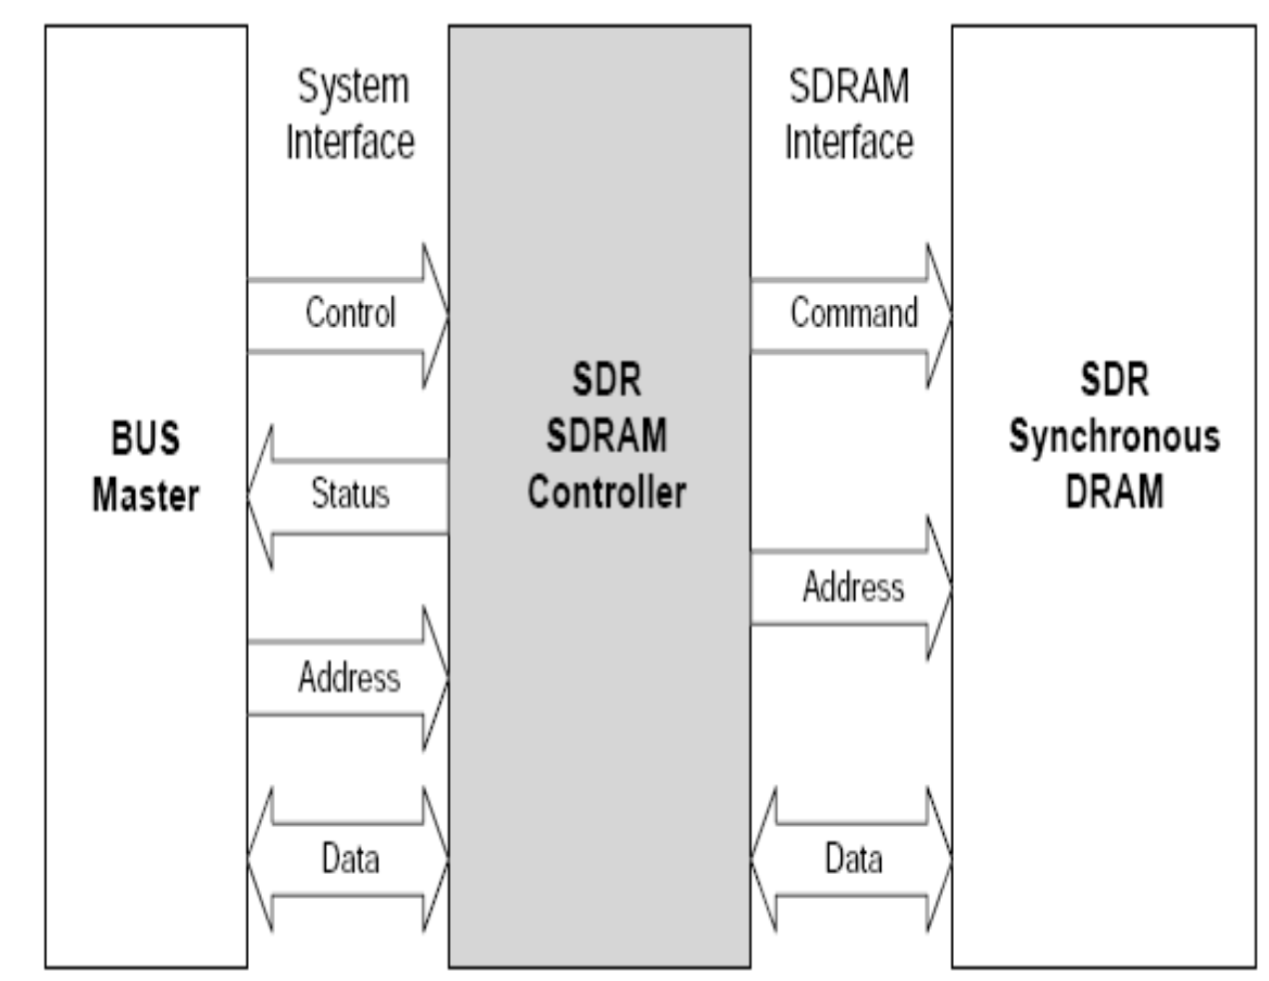 System
Interface
SDRAM
Interface
Control
Command
BUS
Master
SDR
SDRAM
Controller
SDR
Synchronous
DRAM
Status
Address
Address
Data
Data